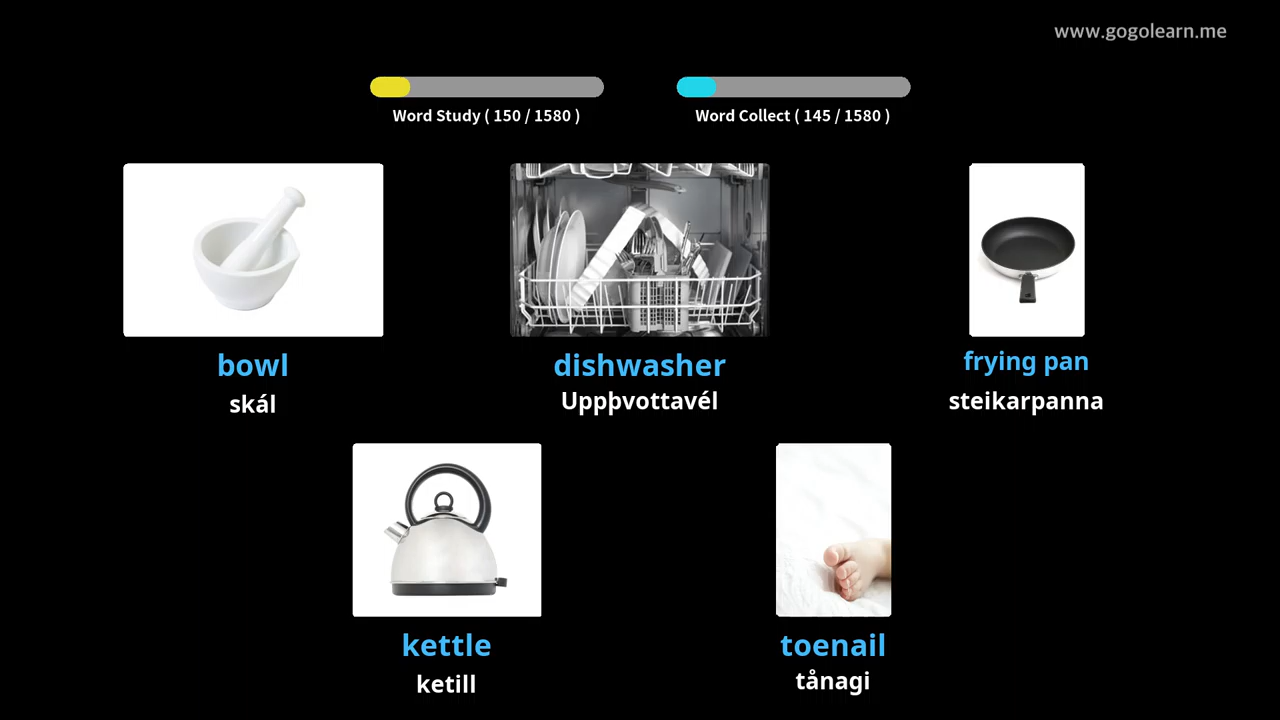 www.gogolearn.me
Word Study ( 150 / 1580 )
Word Collect ( 145 / 1580 )
bowl
skál
dishwasher
Uppþvottavél
frying pan
steikarpanna
kettle
ketill
toenail
tånagi